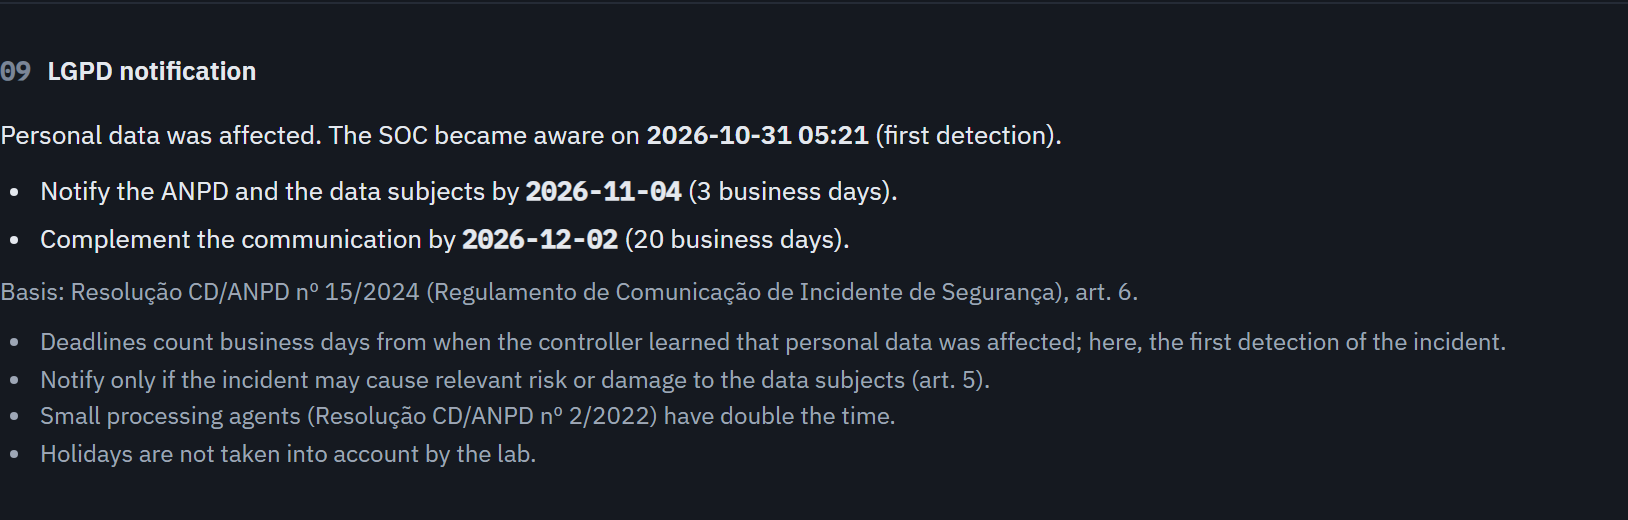 09 LGPD notification
Personal data was affected. The SOC became aware on 2026-10-31 05:21 (first detection).
• Notify the ANPD and the data subjects by 2026-11-04 (3 business days).
• Complement the communication by 2026-12-02 (20 business days).
Basis: Resolução CD/ANPD nº 15/2024 (Regulamento de Comunicação de Incidente de Segurança), art. 6.
• Deadlines count business days from when the controller learned that personal data was affected; here, the first detection of the incident.
• Notify only if the incident may cause relevant risk or damage to the data subjects (art. 5).
• Small processing agents (Resolução CD/ANPD nº 2/2022) have double the time.
• Holidays are not taken into account by the lab.